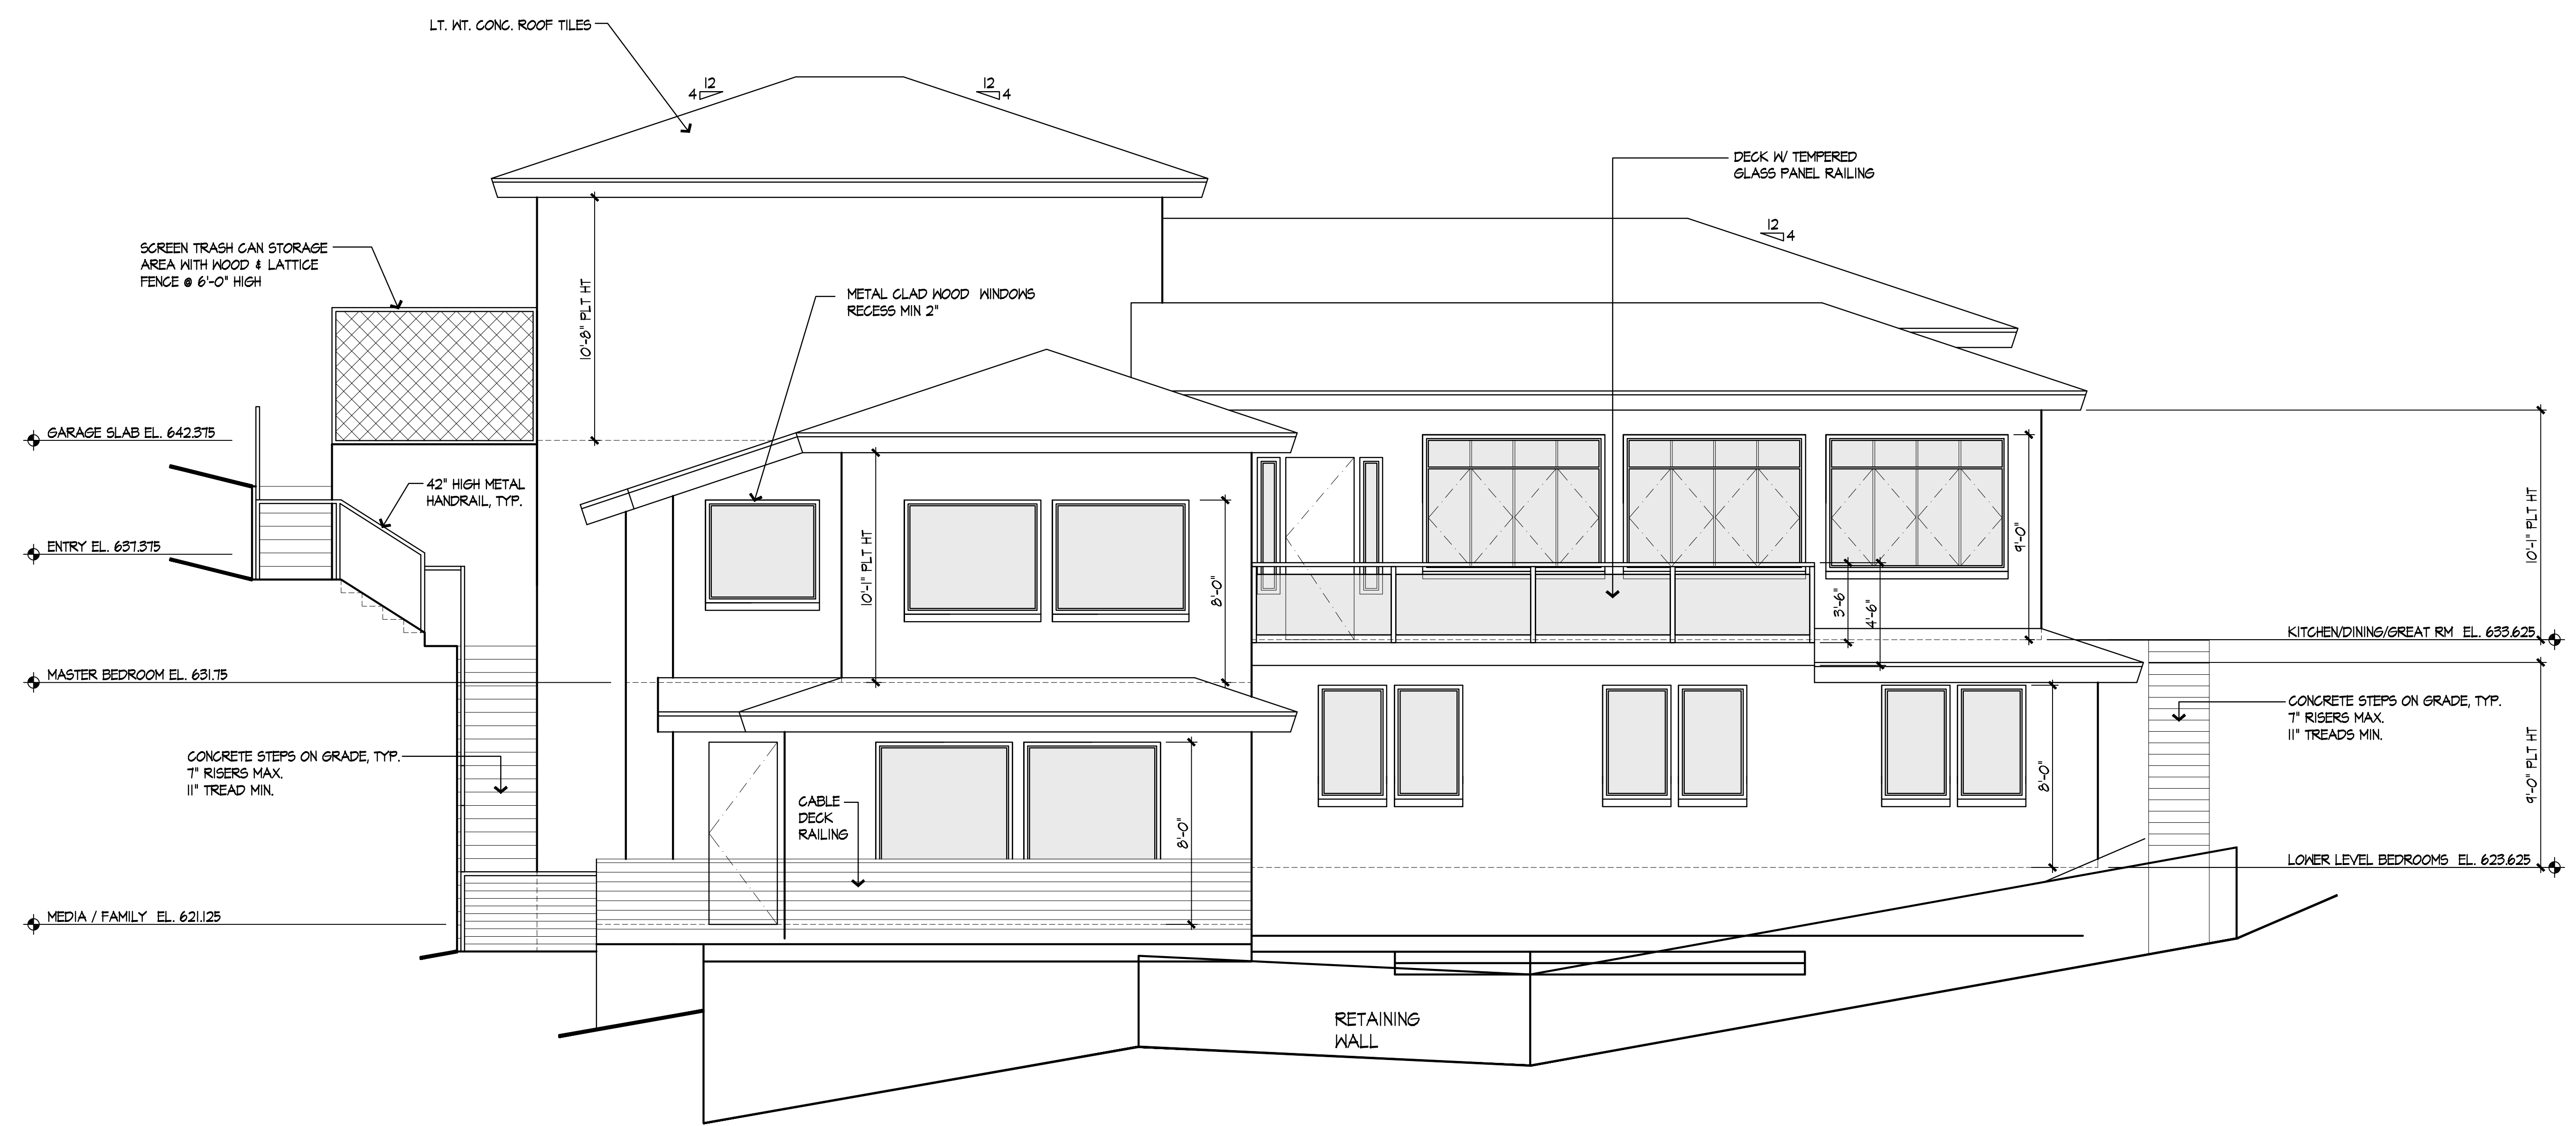 LT. WT. CONC. ROOF TILES
12
4
12
4
DECK W/ TEMPERED
GLASS PANEL RAILING
12
4
SCREEN TRASH CAN STORAGE
AREA WITH WOOD & LATTICE
FENCE @ 6'-0" HIGH
10'-8" PLT HT
METAL CLAD WOOD WINDOWS
RECESS MIN 2"
GARAGE SLAB EL. 642.375
42" HIGH METAL
HANDRAIL, TYP.
ENTRY EL. 637.375
10'-1" PLT HT
8'-0"
9'-0"
10'-1" PLT HT
3'-6"
4'-6"
KITCHEN/DINING/GREAT RM EL. 633.625
MASTER BEDROOM EL. 631.75
CONCRETE STEPS ON GRADE, TYP.
7" RISERS MAX.
11" TREADS MIN.
CONCRETE STEPS ON GRADE, TYP.
7" RISERS MAX.
11" TREAD MIN.
CABLE
DECK
RAILING
8'-0"
8'-0"
9'-0" PLT HT
LOWER LEVEL BEDROOMS EL. 623.625
MEDIA / FAMILY EL. 621.125
RETAINING
WALL